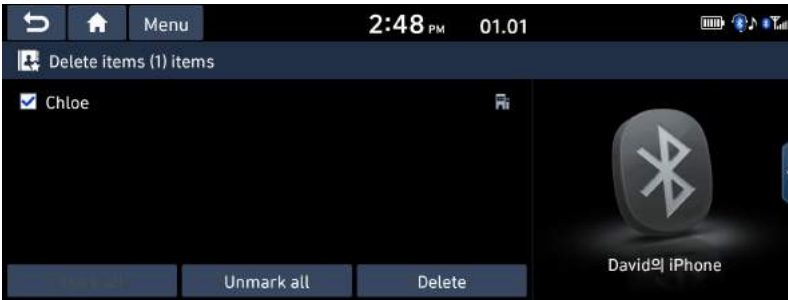 Menu
2:48 PM 01.01
Delete items (1) items
Chloe
Unmark all
Delete
David의 iPhone